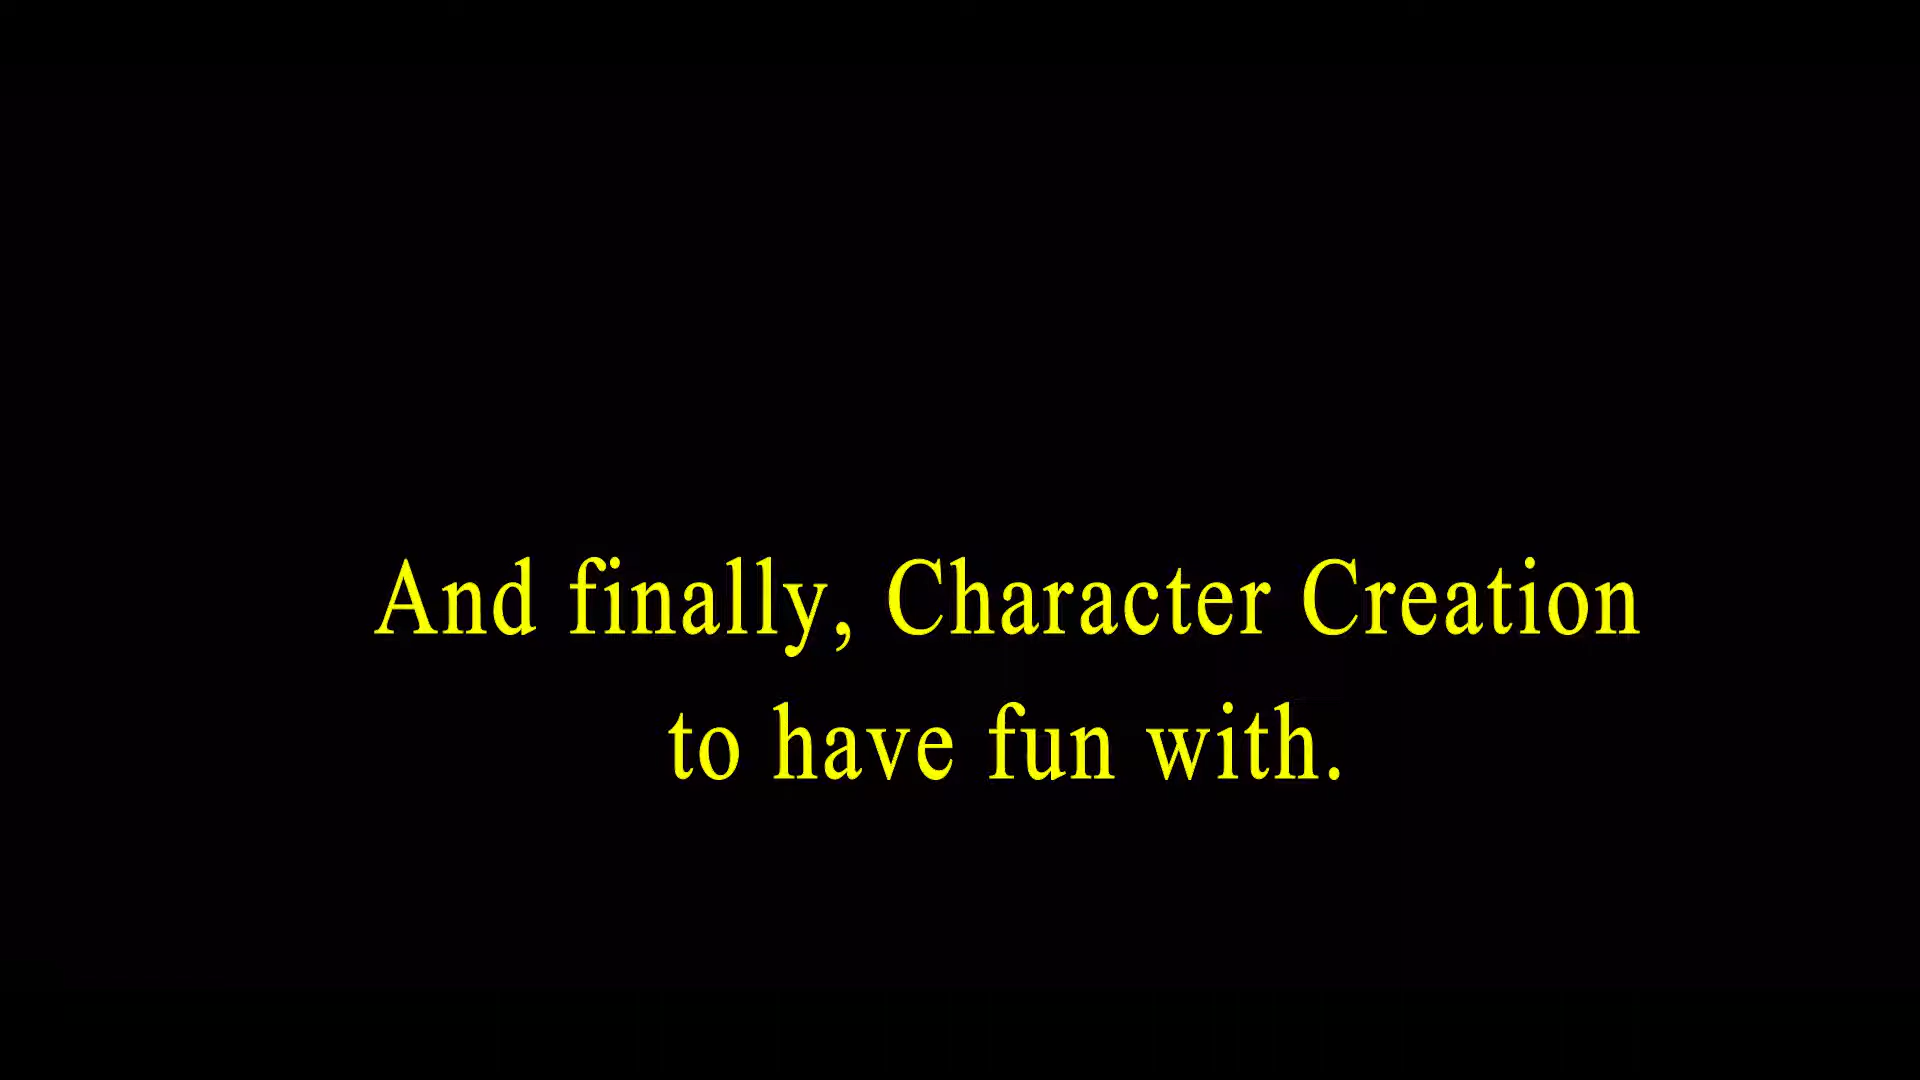 And finally, Character Creation
to have fun with.